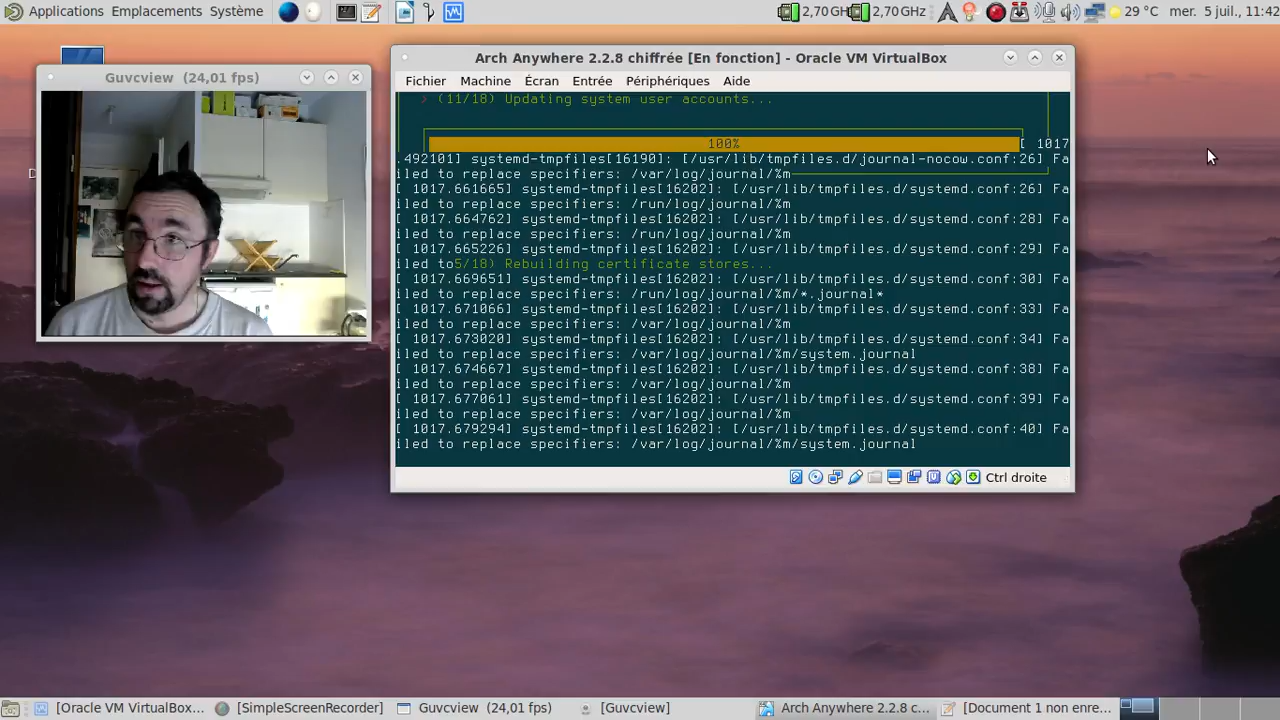 Applications Emplacements Système
2,70 GHz 2,70 GHz 29 °C mer. 5 juil., 11:42
Guvcview (24,01 fps)
Arch Anywhere 2.2.8 chiffrée [En fonction] - Oracle VM VirtualBox
Fichier Machine Écran Entrée Périphériques Aide
> (11/18) Updating system user accounts...
100% [ 1017
.492101] systemd-tmpfiles[16190]: [/usr/lib/tmpfiles.d/journal-nocow.conf:26] Fa
iled to replace specifiers: /var/log/journal/%m
[ 1017.661665] systemd-tmpfiles[16202]: [/usr/lib/tmpfiles.d/systemd.conf:26] Fa
iled to replace specifiers: /run/log/journal/%m
[ 1017.664762] systemd-tmpfiles[16202]: [/usr/lib/tmpfiles.d/systemd.conf:28] Fa
iled to replace specifiers: /run/log/journal/%m
[ 1017.665226] systemd-tmpfiles[16202]: [/usr/lib/tmpfiles.d/systemd.conf:29] Fa
iled to5/18) Rebuilding certificate stores...
[ 1017.669651] systemd-tmpfiles[16202]: [/usr/lib/tmpfiles.d/systemd.conf:30] Fa
iled to replace specifiers: /run/log/journal/%m/*.journal*
[ 1017.671066] systemd-tmpfiles[16202]: [/usr/lib/tmpfiles.d/systemd.conf:33] Fa
iled to replace specifiers: /var/log/journal/%m
[ 1017.673020] systemd-tmpfiles[16202]: [/usr/lib/tmpfiles.d/systemd.conf:34] Fa
iled to replace specifiers: /var/log/journal/%m/system.journal
[ 1017.674667] systemd-tmpfiles[16202]: [/usr/lib/tmpfiles.d/systemd.conf:38] Fa
iled to replace specifiers: /var/log/journal/%m
[ 1017.677061] systemd-tmpfiles[16202]: [/usr/lib/tmpfiles.d/systemd.conf:39] Fa
iled to replace specifiers: /var/log/journal/%m
[ 1017.679294] systemd-tmpfiles[16202]: [/usr/lib/tmpfiles.d/systemd.conf:40] Fa
iled to replace specifiers: /var/log/journal/%m/system.journal
Ctrl droite
[Oracle VM VirtualBox... [SimpleScreenRecorder] Guvcview (24,01 fps) [Guvcview] Arch Anywhere 2.2.8 c... [Document 1 non enre...